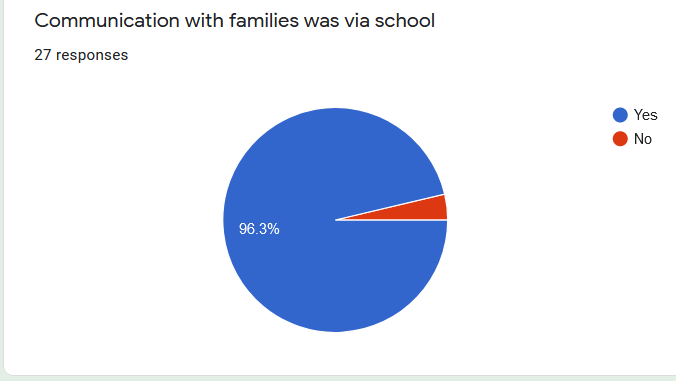 Communication with families was via school
27 responses
Yes
No
96.3%